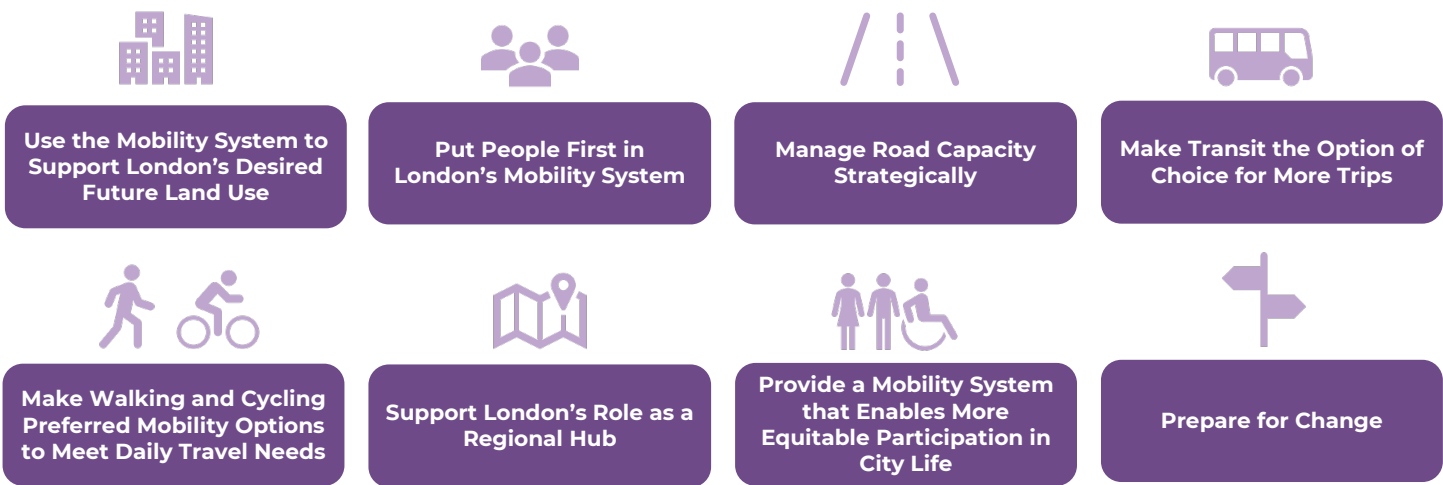 Use the Mobility System to
Support London's Desired
Future Land Use
Put People First in
London's Mobility System
Manage Road Capacity
Strategically
Make Transit the Option of
Choice for More Trips
Make Walking and Cycling
Preferred Mobility Options
to Meet Daily Travel Needs
Support London's Role as a
Regional Hub
Provide a Mobility System
that Enables More
Equitable Participation in
City Life
Prepare for Change